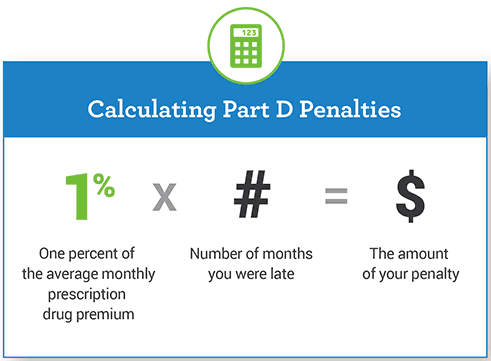 123
Calculating Part D Penalties
1% x # = $
One percent of
the average monthly
prescription
drug premium
Number of months
you were late
The amount
of your penalty